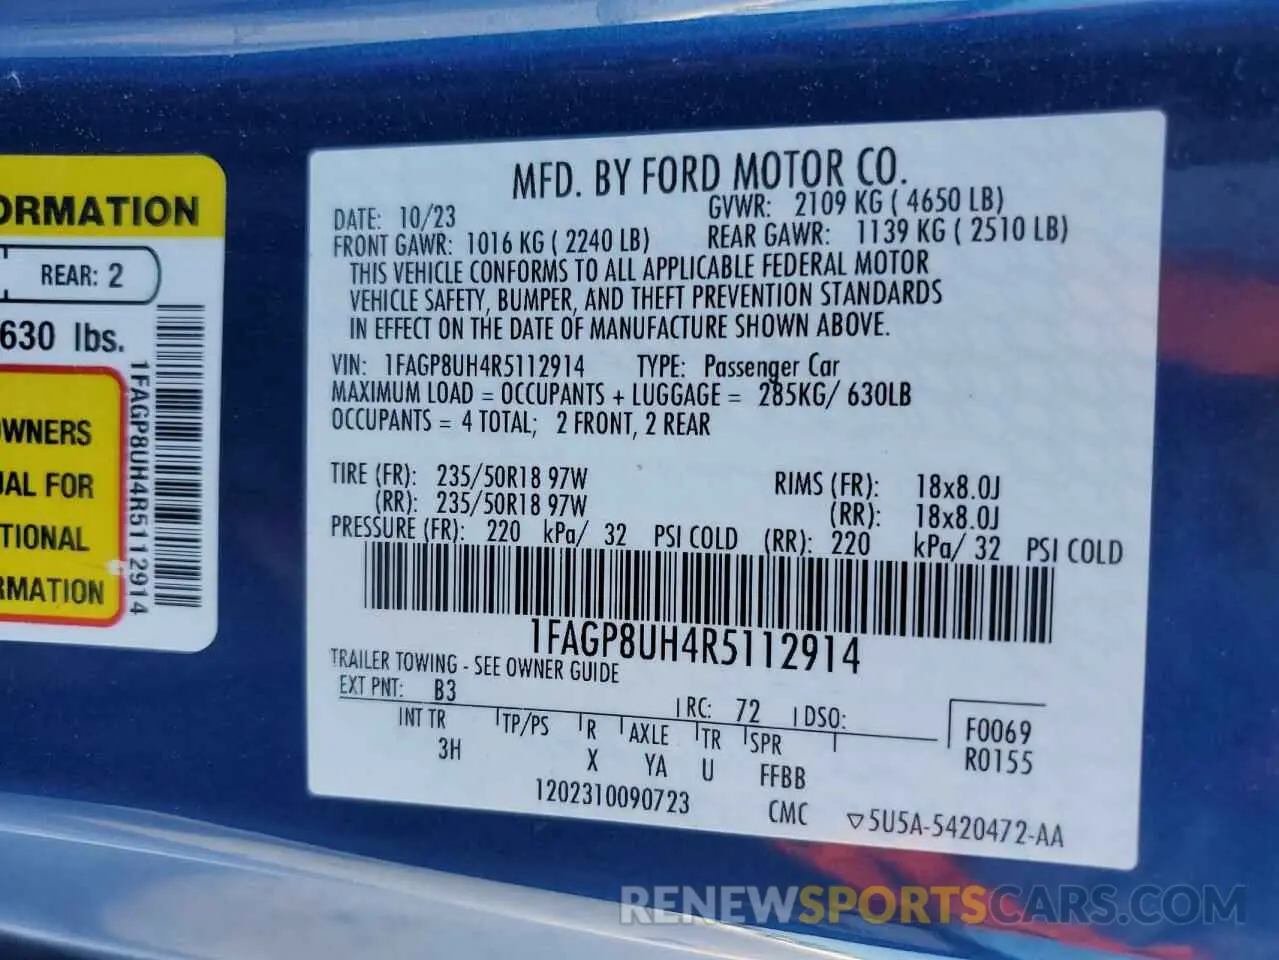 ORMATION
REAR: 2
630 lbs.
OWNERS
UAL FOR
TIONAL
RMATION
1FAGP8UH4R5112914
MFD. BY FORD MOTOR CO.
DATE: 10/23 GVWR: 2109 KG ( 4650 LB)
FRONT GAWR: 1016 KG ( 2240 LB) REAR GAWR: 1139 KG ( 2510 LB)
THIS VEHICLE CONFORMS TO ALL APPLICABLE FEDERAL MOTOR
VEHICLE SAFETY, BUMPER, AND THEFT PREVENTION STANDARDS
IN EFFECT ON THE DATE OF MANUFACTURE SHOWN ABOVE.
VIN: 1FAGP8UH4R5112914 TYPE: Passenger Car
MAXIMUM LOAD = OCCUPANTS + LUGGAGE = 285KG/ 630LB
OCCUPANTS = 4 TOTAL; 2 FRONT, 2 REAR
TIRE (FR): 235/50R18 97W RIMS (FR): 18x8.0J
(RR): 235/50R18 97W (RR): 18x8.0J
PRESSURE (FR): 220 kPa/ 32 PSI COLD (RR): 220 kPa/ 32 PSI COLD
1FAGP8UH4R5112914
TRAILER TOWING - SEE OWNER GUIDE
EXT PNT: B3 RC: 72 DSO:
INT TR TP/PS R AXLE TR SPR F0069
3H X YA U FFBB R0155
1202310090723 CMC ▽5U5A-5420472-AA
RENEWSPORTSCARS.COM